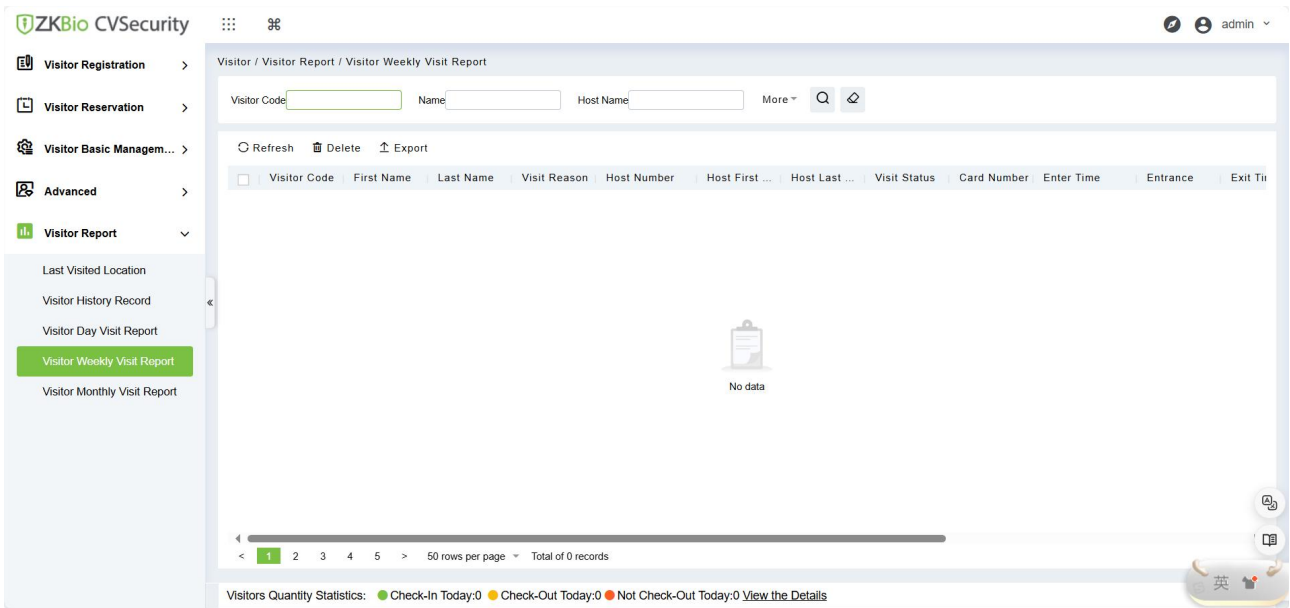 ZKBio CVSecurity
admin
Visitor Registration
Visitor Reservation
Visitor Basic Managem...
Advanced
Visitor Report
Last Visited Location
Visitor History Record
Visitor Day Visit Report
Visitor Weekly Visit Report
Visitor Monthly Visit Report
Visitor / Visitor Report / Visitor Weekly Visit Report
Visitor Code Name Host Name More
Refresh Delete Export
Visitor Code First Name Last Name Visit Reason Host Number Host First ... Host Last ... Visit Status Card Number Enter Time Entrance Exit Tir
No data
< 1 2 3 4 5 > 50 rows per page Total of 0 records
Visitors Quantity Statistics: Check-In Today:0 Check-Out Today:0 Not Check-Out Today:0 View the Details
英